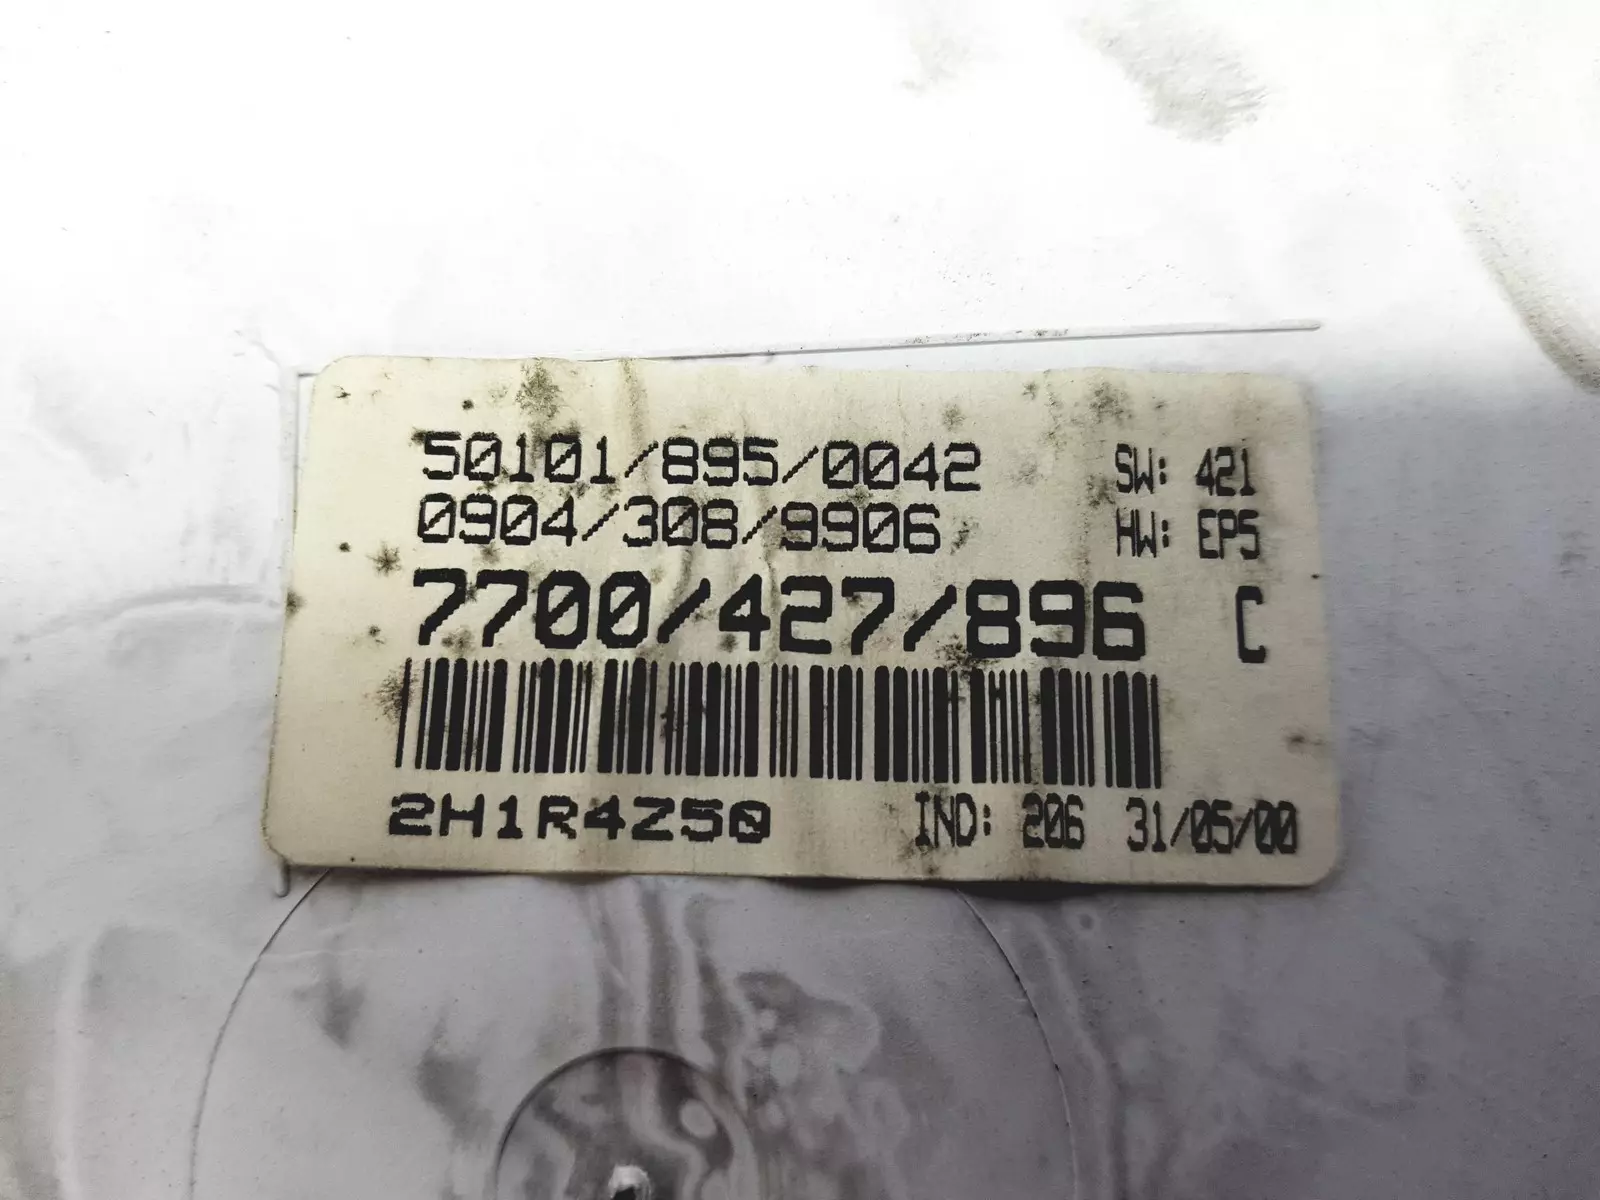 50101/895/0042 SW: 421
0904/308/9906 HW: EP5
7700/427/896 C
2H1R4Z50 IND: 206 31/05/00